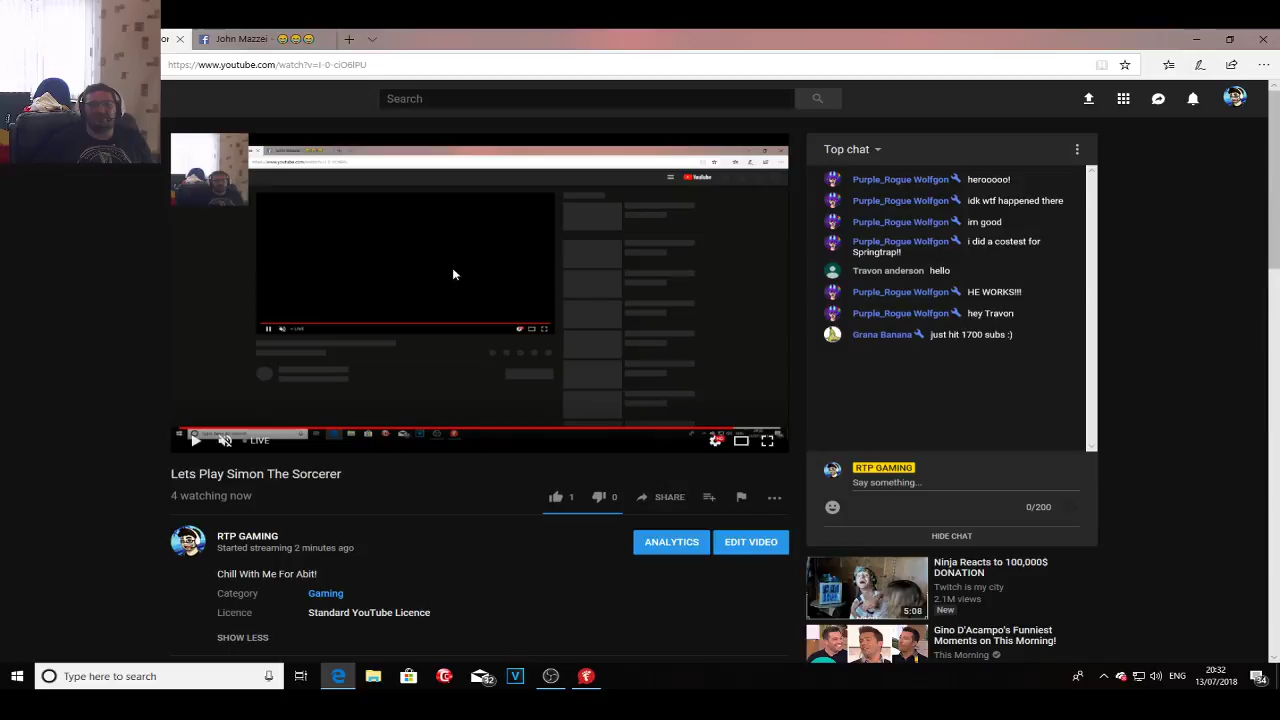 or
John Mazzei - 😄 😄 😄
https://www.youtube.com/watch?v=I-0-ciO6lPU
Search
YouTube
LIVE
LIVE
Lets Play Simon The Sorcerer
4 watching now
1
0
SHARE
RTP GAMING
Started streaming 2 minutes ago
ANALYTICS
EDIT VIDEO
Chill With Me For Abit!
Category
Gaming
Licence
Standard YouTube Licence
SHOW LESS
Top chat
Purple_Rogue Wolfgon herooooo!
Purple_Rogue Wolfgon idk wtf happened there
Purple_Rogue Wolfgon im good
Purple_Rogue Wolfgon i did a costest for
Springtrap!!
Travon anderson hello
Purple_Rogue Wolfgon HE WORKS!!!
Purple_Rogue Wolfgon hey Travon
Grana Banana just hit 1700 subs :)
RTP GAMING
Say something...
0/200
HIDE CHAT
Ninja Reacts to 100,000$
DONATION
Twitch is my city
2.1M views
New
5:08
Gino D'Acampo's Funniest
Moments on This Morning!
This Morning
Type here to search
V
ENG
20:32
13/07/2018
34